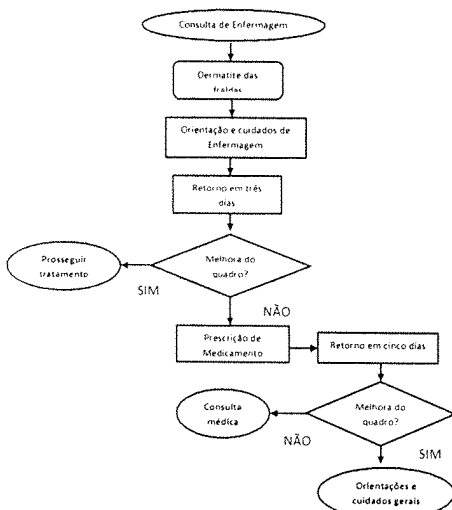 Consulta de Enfermagem
Dermatite das
fraldas
Orientação e cuidados de
Enfermagem
Retorno em três
dias
Melhora do
quadro?
Prosseguir
tratamento
SIM
NÃO
Prescrição de
Medicamento
Retorno em cinco dias
Melhora do
quadro?
Consulta
médica
NÃO
SIM
Orientações e
cuidados gerais